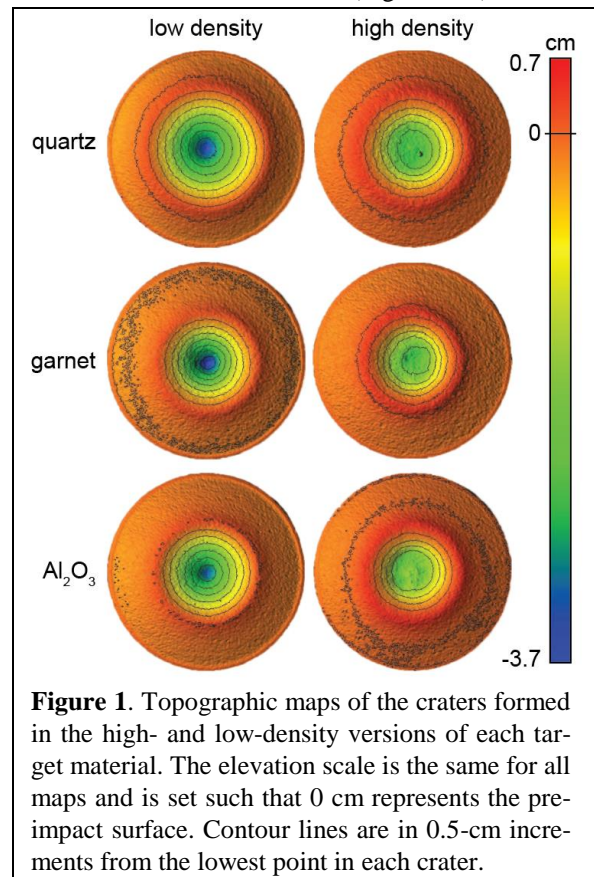 low density high density
cm
0.7
0
quartz
garnet
Al₂O₃
-3.7
Figure 1. Topographic maps of the craters formed
in the high- and low-density versions of each tar-
get material. The elevation scale is the same for all
maps and is set such that 0 cm represents the pre-
impact surface. Contour lines are in 0.5-cm incre-
ments from the lowest point in each crater.